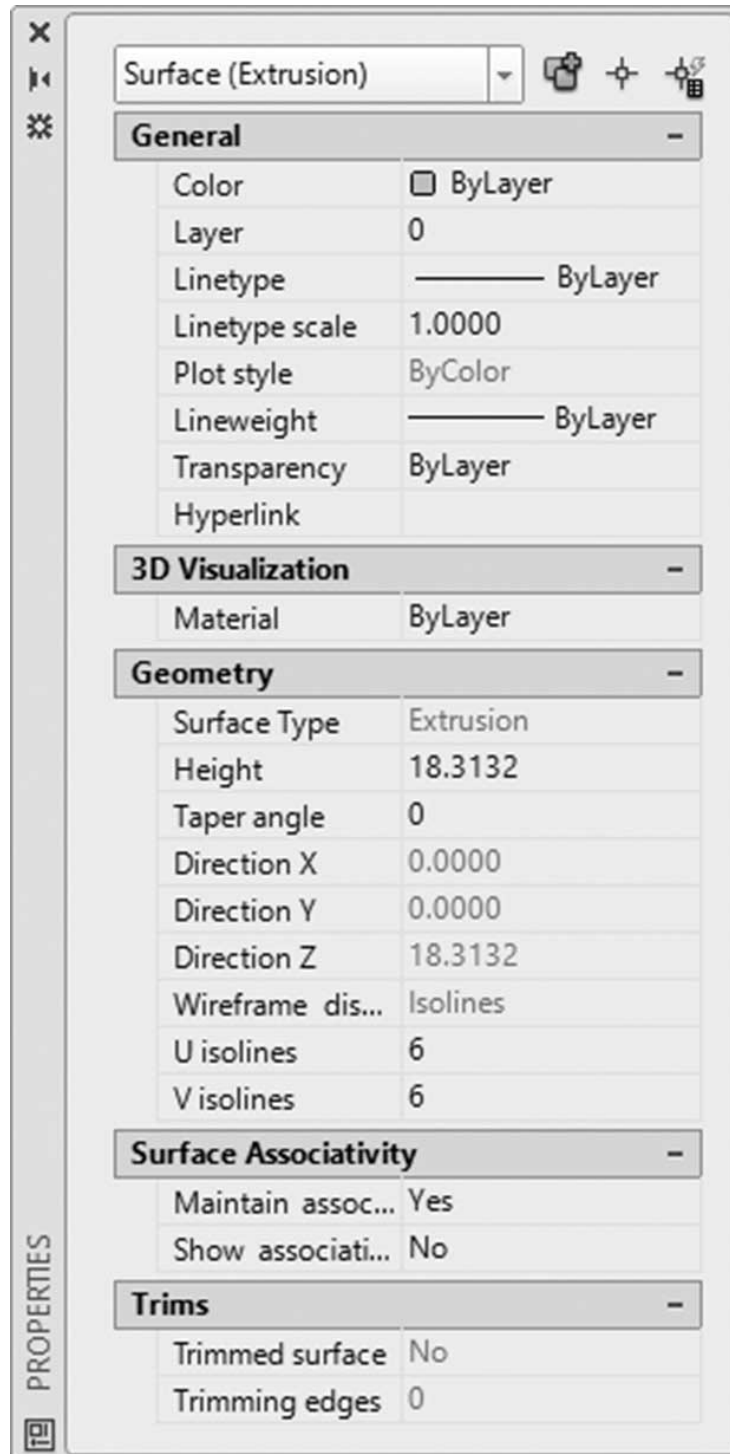 Surface (Extrusion)
General
Color ByLayer
Layer 0
Linetype ByLayer
Linetype scale 1.0000
Plot style ByColor
Lineweight ByLayer
Transparency ByLayer
Hyperlink
3D Visualization
Material ByLayer
Geometry
Surface Type Extrusion
Height 18.3132
Taper angle 0
Direction X 0.0000
Direction Y 0.0000
Direction Z 18.3132
Wireframe dis... Isolines
U isolines 6
V isolines 6
Surface Associativity
Maintain assoc... Yes
Show associati... No
Trims
Trimmed surface No
Trimming edges 0
PROPERTIES